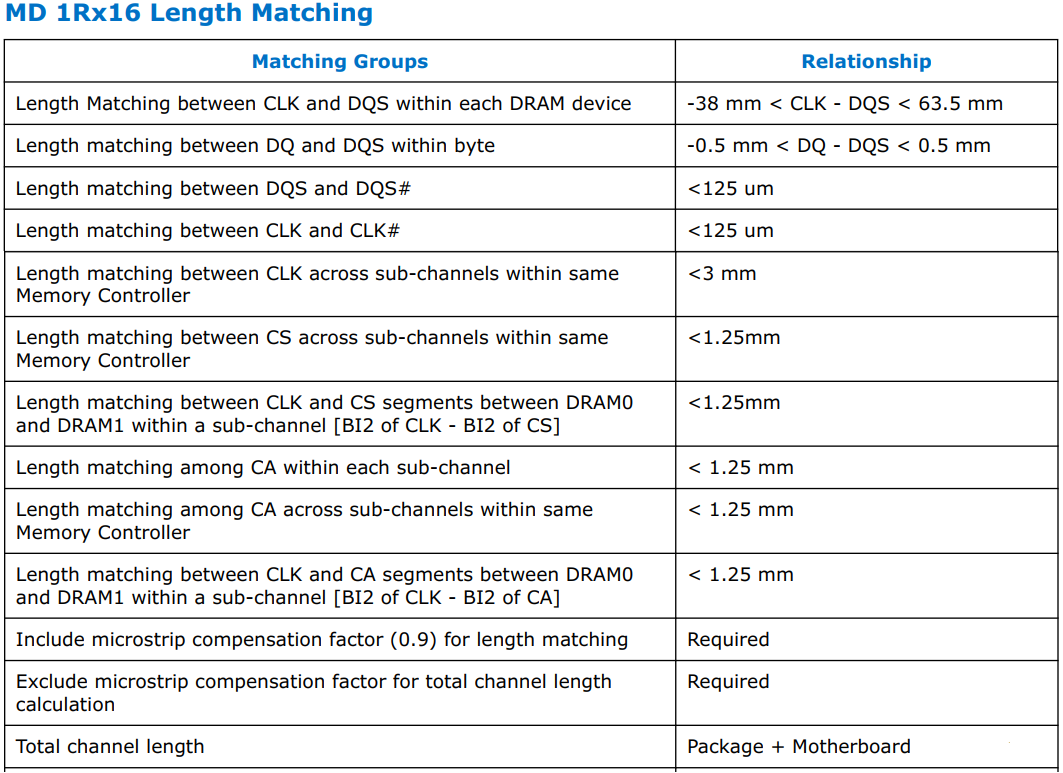 MD 1Rx16 Length Matching
Matching Groups
Relationship
Length Matching between CLK and DQS within each DRAM device
-38 mm < CLK - DQS < 63.5 mm
Length matching between DQ and DQS within byte
-0.5 mm < DQ - DQS < 0.5 mm
Length matching between DQS and DQS#
<125 um
Length matching between CLK and CLK#
<125 um
Length matching between CLK across sub-channels within same
Memory Controller
<3 mm
Length matching between CS across sub-channels within same
Memory Controller
<1.25mm
Length matching between CLK and CS segments between DRAM0
and DRAM1 within a sub-channel [BI2 of CLK - BI2 of CS]
<1.25mm
Length matching among CA within each sub-channel
< 1.25 mm
Length matching among CA across sub-channels within same
Memory Controller
< 1.25 mm
Length matching between CLK and CA segments between DRAM0
and DRAM1 within a sub-channel [BI2 of CLK - BI2 of CA]
< 1.25 mm
Include microstrip compensation factor (0.9) for length matching
Required
Exclude microstrip compensation factor for total channel length
calculation
Required
Total channel length
Package + Motherboard